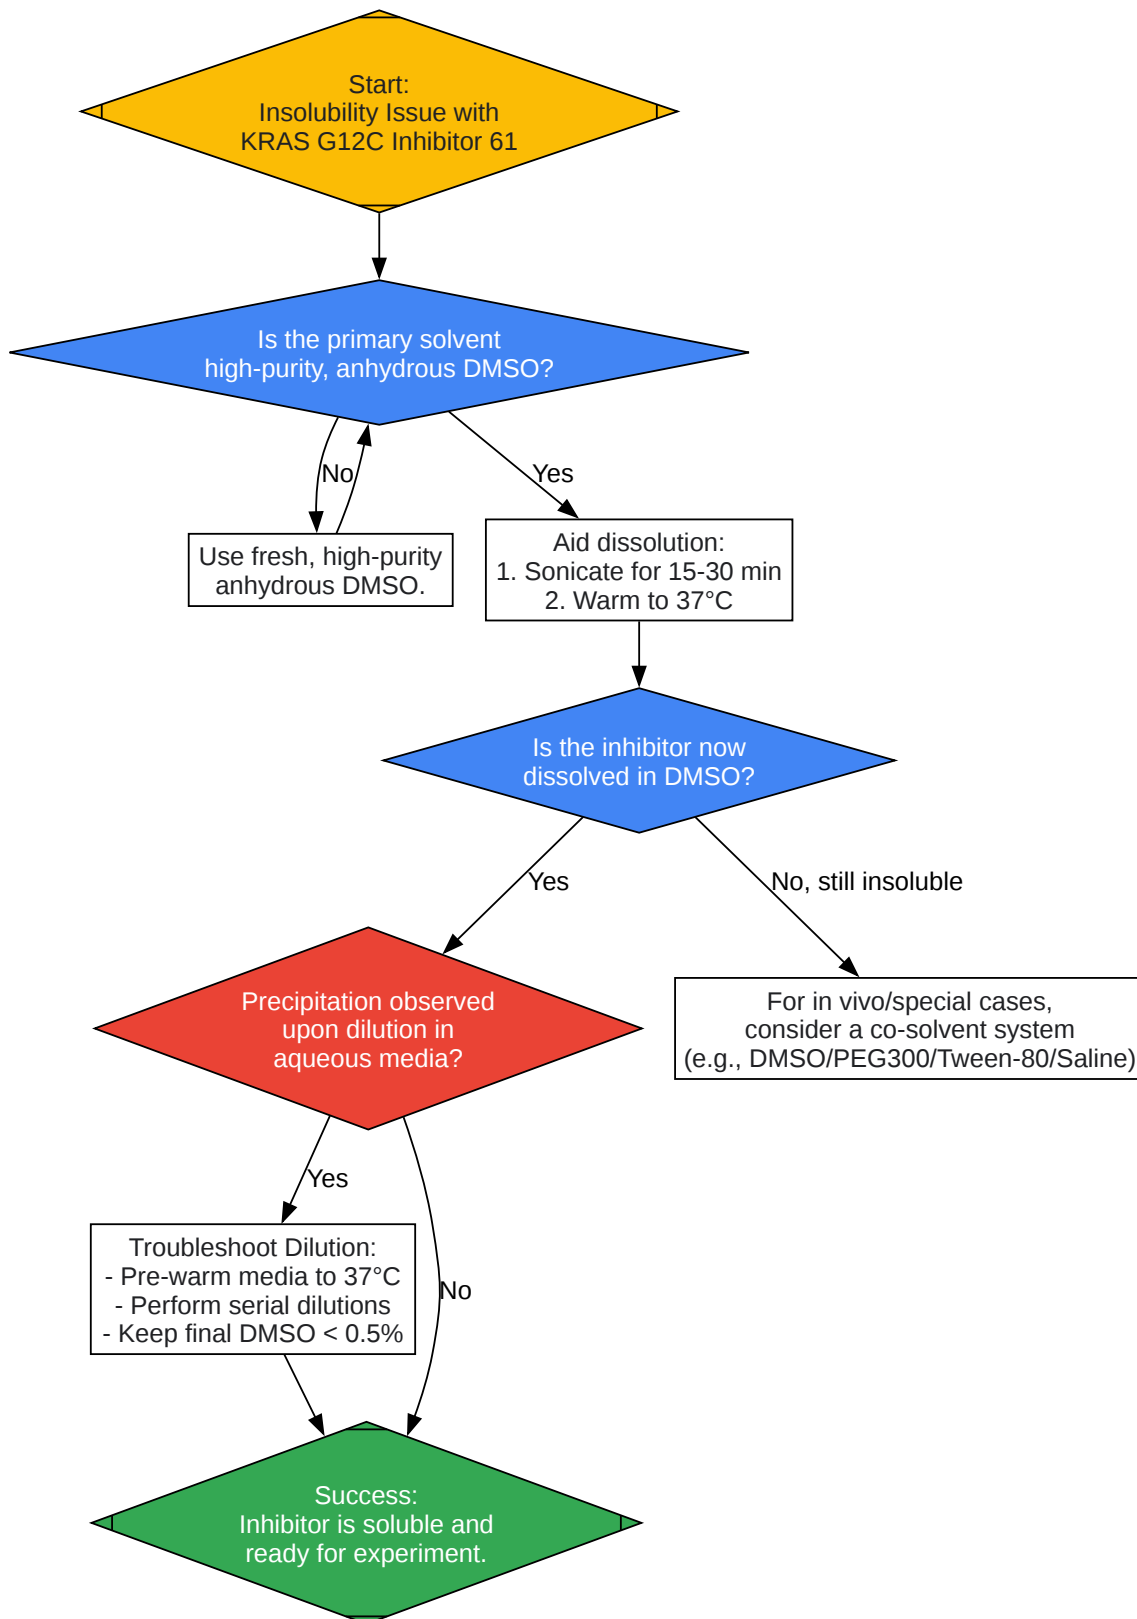 Start:
Insolubility Issue with
KRAS G12C Inhibitor 61
Is the primary solvent
high-purity, anhydrous DMSO?
No
Yes
Use fresh, high-purity
anhydrous DMSO.
Aid dissolution:
1. Sonicate for 15-30 min
2. Warm to 37°C
Is the inhibitor now
dissolved in DMSO?
Yes
No, still insoluble
Precipitation observed
upon dilution in
aqueous media?
For in vivo/special cases,
consider a co-solvent system
(e.g., DMSO/PEG300/Tween-80/Saline)
Yes
No
Troubleshoot Dilution:
- Pre-warm media to 37°C
- Perform serial dilutions
- Keep final DMSO < 0.5%
Success:
Inhibitor is soluble and
ready for experiment.